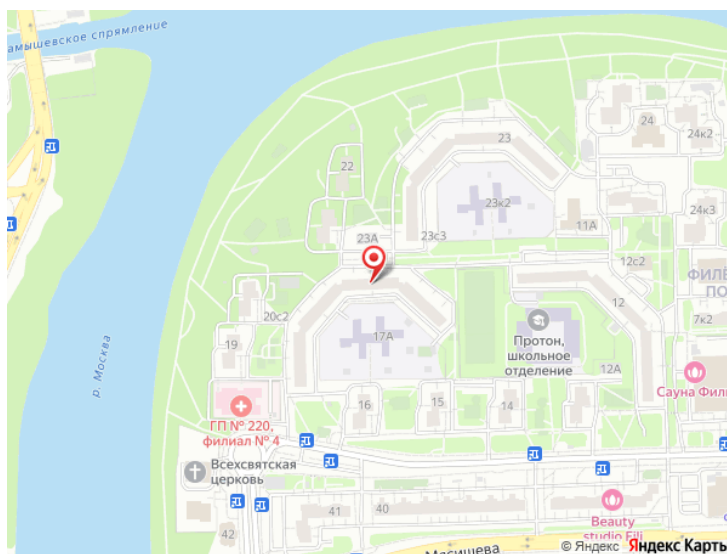 амышевское спрямление
24
24к2
23
22
23к2
24к3
11А
23А
23с3
12с2
ФИЛЁ
ПО
20с2
12
7к2
17А
19
Протон,
школьное
отделение
12А
Сауна Фили
р. Москва
16
15
14
ГП № 220,
филиал № 4
Всехсвятская
церковь
41
40
42
Beauty
studio Fili
Мясищева
© Яндекс Яндекс Карты